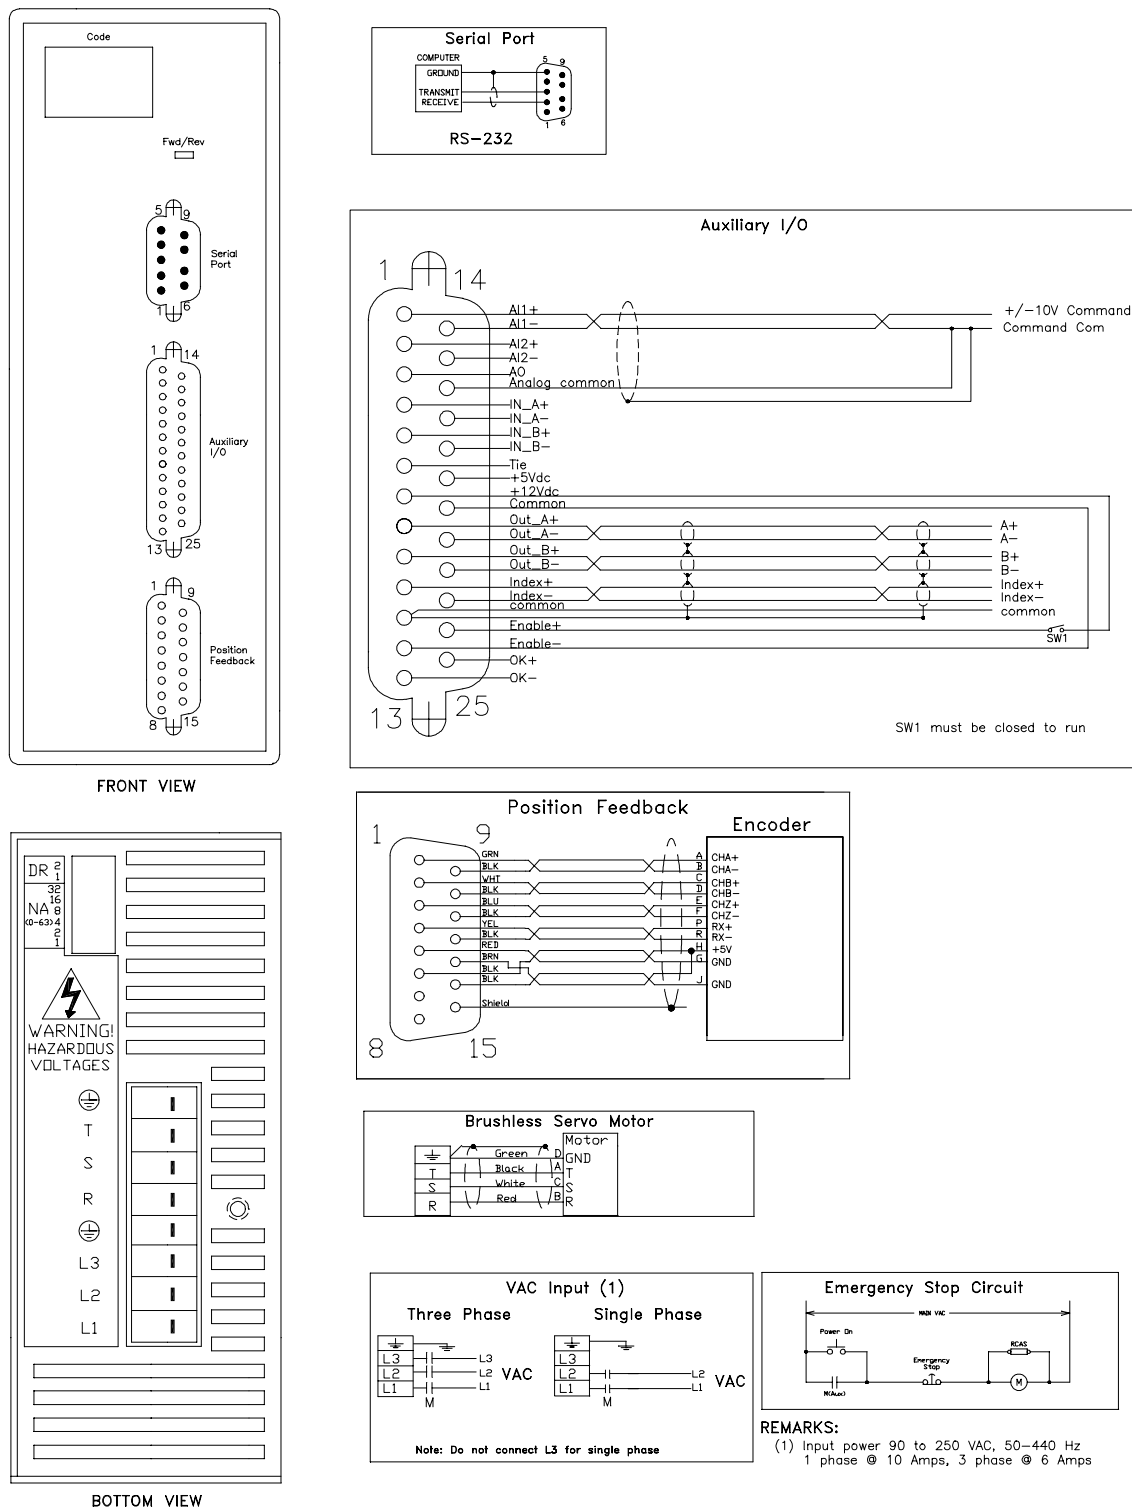 Code
Fwd/Rev
5
9
Serial
Port
1
6
1
14
Auxiliary
I/O
13
25
1
9
Position
Feedback
8
15
FRONT VIEW
Serial Port
COMPUTER
GROUND
TRANSMIT
RECEIVE
5
9
1
6
RS-232
Auxiliary I/O
1
14
AI1+
AI1-
AI2+
AI2-
AO
Analog common
IN_A+
IN_A-
IN_B+
IN_B-
Tie
+5Vdc
+12Vdc
Common
Out_A+
Out_A-
Out_B+
Out_B-
Index+
Index-
common
Enable+
Enable-
OK+
OK-
13
25
+/-10V Command
Command Com
A+
A-
B+
B-
Index+
Index-
common
SW1
SW1 must be closed to run
DR 2
1
32
16
NA 8
(0-63) 4
2
1
WARNING!
HAZARDOUS
VOLTAGES
T
S
R
L3
L2
L1
BOTTOM VIEW
Position Feedback
1
9
Encoder
GRN
BLK
WHT
BLK
BLU
BLK
YEL
BLK
RED
BRN
BLK
BLK
Shield
8
15
A CHA+
B CHA-
C CHB+
D CHB-
E CHZ+
F CHZ-
P RX+
R RX-
H +5V
G GND
J GND
Brushless Servo Motor
Motor
Green D GND
T Black A T
S White C S
R Red B R
VAC Input (1)
Three Phase
L3 L3
L2 L2 VAC
L1 L1
M
Single Phase
L3
L2 L2
L1 L1 VAC
M
Note: Do not connect L3 for single phase
Emergency Stop Circuit
MAIN VAC
Power On
Emergency
Stop
RCAS
M(Aux)
M
REMARKS:
(1) Input power 90 to 250 VAC, 50-440 Hz
1 phase @ 10 Amps, 3 phase @ 6 Amps